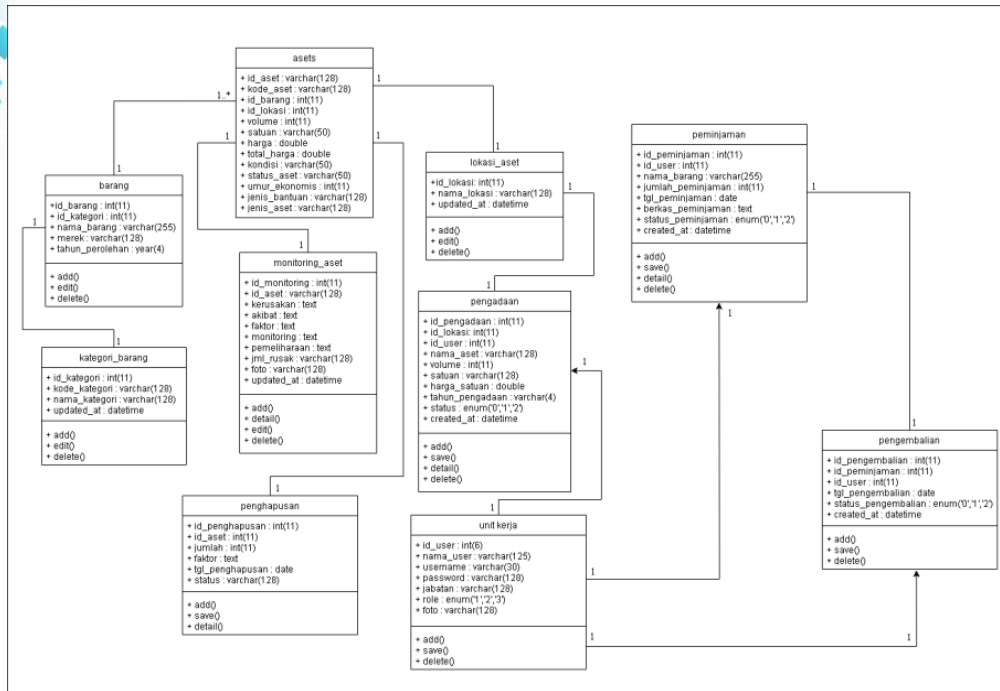 assets
+ id_aset : varchar(128)
+ kode_aset : varchar(128)
+ id_barang : int(11)
+ id_lokasi : int(11)
+ volume : int(11)
+ satuan : varchar(50)
+ harga : double
+ total_harga : double
+ kondisi : varchar(50)
+ status_aset : varchar(50)
+ umur_ekonomis : int(11)
+ jenis_bantuan : varchar(128)
+ jenis_aset : varchar(128)
1..*
1
1
1
1
1
barang
+id_barang : int(11)
+ id_kategori : int(11)
+ nama_barang : varchar(255)
+ merek : varchar(128)
+ tahun_perolehan : year(4)
+ add()
+ edit()
+ delete()
1
1
kategori_barang
+ id_kategori : int(11)
+ kode_kategori : varchar(128)
+ nama_kategori : varchar(128)
+ updated_at : datetime
+ add()
+ edit()
+ delete()
1
monitoring_aset
+ id_monitoring : int(11)
+ id_aset : varchar(128)
+ kerusakan : text
+ akibat : text
+ faktor : text
+ monitoring : text
+ pemeliharaan : text
+ jml_rusak : varchar(128)
+ foto : varchar(128)
+ updated_at : datetime
+ add()
+ detail()
+ edit()
+ delete()
1
penghapusan
+ id_penghapusan : int(11)
+ id_aset : int(11)
+ jumlah : int(11)
+ faktor : text
+ tgl_penghapusan : date
+ status : varchar(128)
+ add()
+ save()
+ detail()
lokasi_aset
+id_lokasi : int(11)
+ nama_lokasi : varchar(128)
+ updated_at : datetime
+ add()
+ edit()
+ delete()
1
1
pengadaan
+ id_pengadaan : int(11)
+ id_lokasi : int(11)
+ id_user : int(11)
+ nama_aset : varchar(128)
+ volume : int(11)
+ satuan : varchar(128)
+ harga_satuan : double
+ tahun_pengadaan : varchar(4)
+ status : enum('0','1','2')
+ created_at : datetime
+ add()
+ save()
+ detail()
+ delete()
1
1
unit kerja
+ id_user : int(6)
+ nama_user : varchar(125)
+ username : varchar(30)
+ password : varchar(128)
+ jabatan : varchar(128)
+ role : enum('1','2','3')
+ foto : varchar(128)
+ add()
+ save()
+ delete()
1
1
1
1
peminjaman
+ id_peminjaman : int(11)
+ id_user : int(11)
+ nama_barang : varchar(255)
+ jumlah_peminjaman : int(11)
+ tgl_peminjaman : date
+ berkas_peminjaman : text
+ status_peminjaman : enum('0','1','2')
+ created_at : datetime
+ add()
+ save()
+ detail()
+ delete()
1
1
pengembalian
+ id_pengembalian : int(11)
+ id_peminjaman : int(11)
+ id_user : int(11)
+ tgl_pengembalian : date
+ status_pengembalian : enum('0','1','2')
+ created_at : datetime
+ add()
+ save()
+ delete()